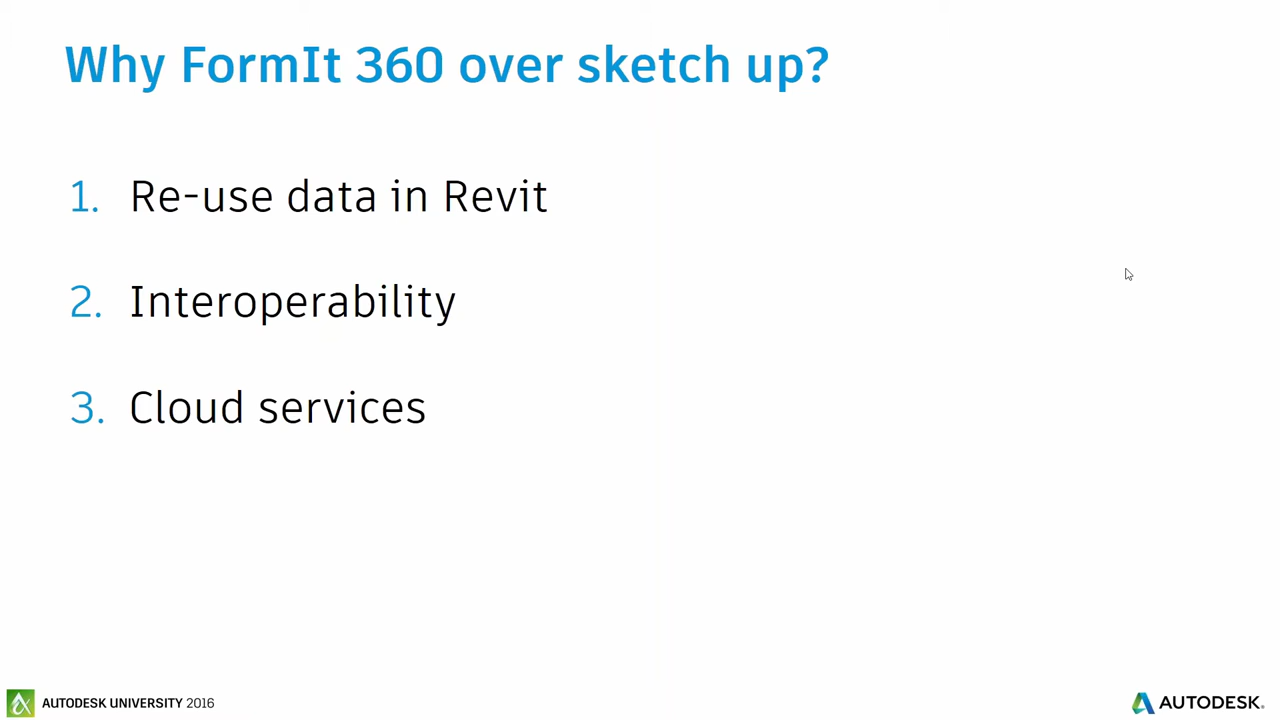 Why FormIt 360 over sketch up?
1. Re-use data in Revit
2. Interoperability
3. Cloud services
AUTODESK UNIVERSITY 2016
AUTODESK.